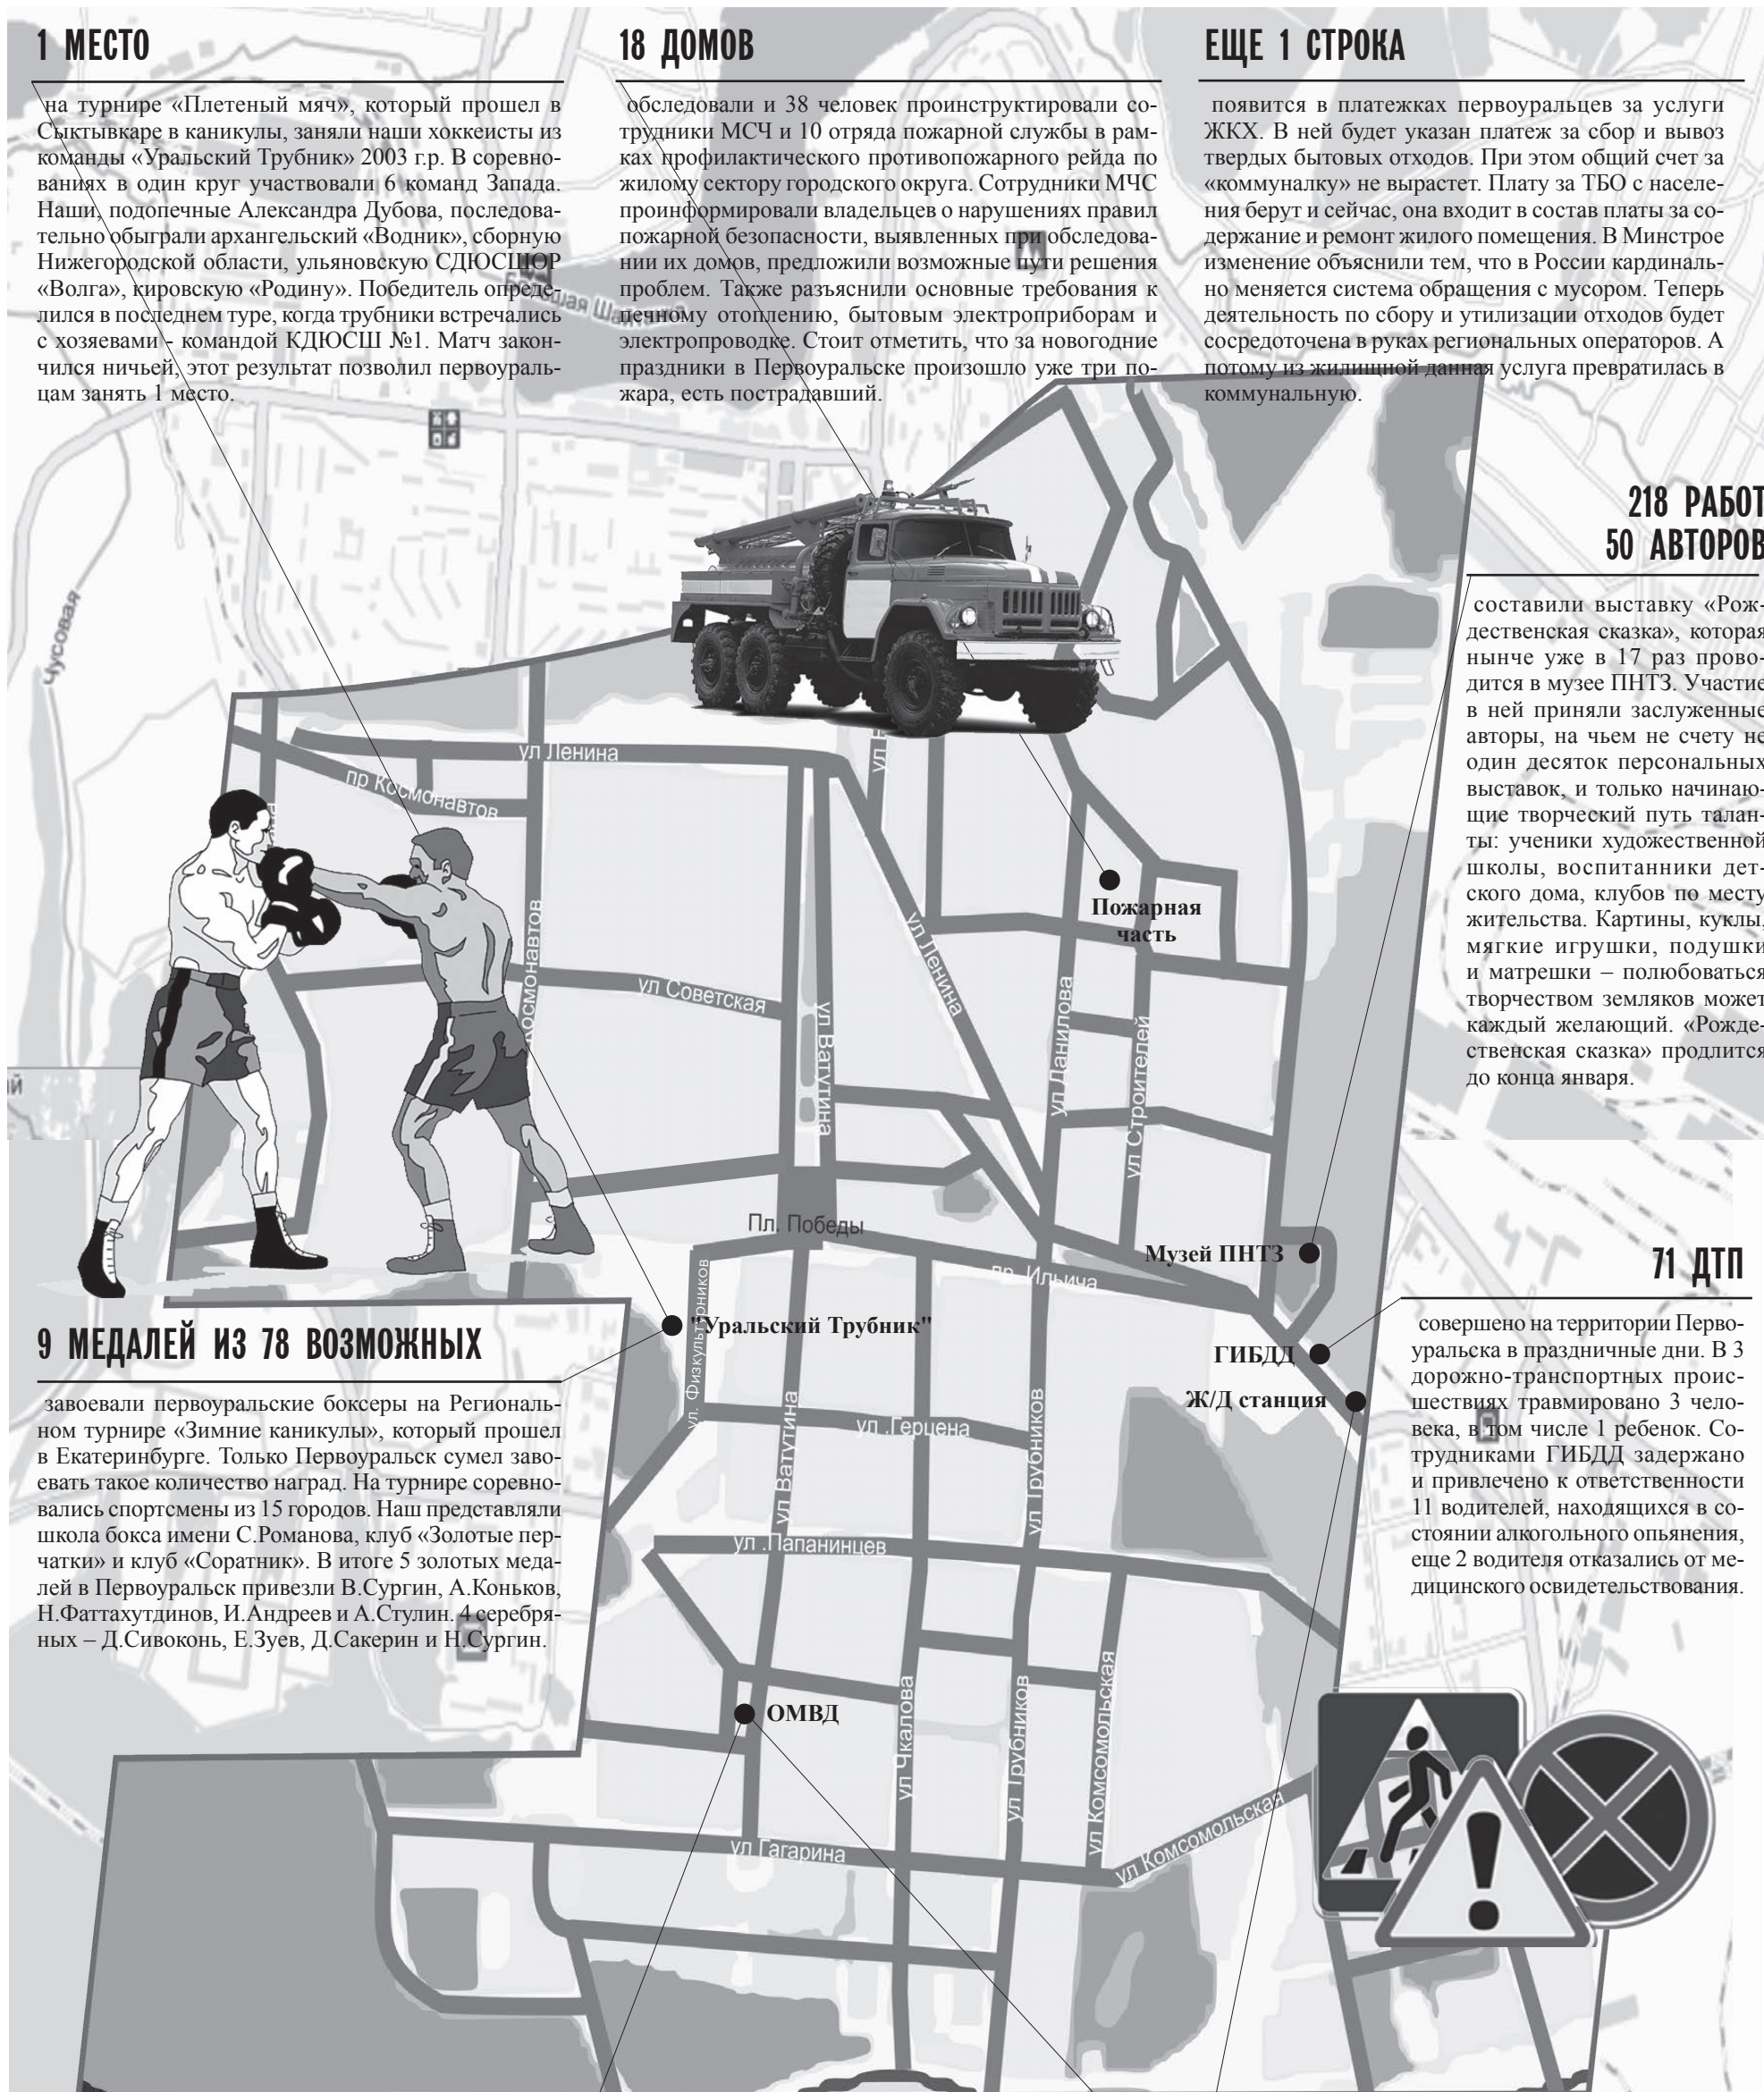 1 МЕСТО
на турнире «Плетеный мяч», который прошел в
Сыктывкаре в каникулы, заняли наши хоккеисты из
команды «Уральский Трубник» 2003 г.р. В соревно-
ваниях в один круг участвовали 6 команд Запада.
Наши, подопечные Александра Дубова, последова-
тельно обыграли архангельский «Водник», сборную
Нижегородской области, ульяновскую СДЮСШОР
«Волга», кировскую «Родину». Победитель опреде-
лился в последнем туре, когда трубники встречались
с хозяевами - командой КДЮСШ №1. Матч закон-
чился ничьей, этот результат позволил первоураль-
цам занять 1 место.
18 ДОМОВ
обследовали и 38 человек проинструктировали со-
трудники МСЧ и 10 отряда пожарной службы в рам-
ках профилактического противопожарного рейда по
жилому сектору городского округа. Сотрудники МЧС
проинформировали владельцев о нарушениях правил
пожарной безопасности, выявленных при обследова-
нии их домов, предложили возможные пути решения
проблем. Также разъяснили основные требования к
печному отоплению, бытовым электроприборам и
электропроводке. Стоит отметить, что за новогодние
праздники в Первоуральске произошло уже три по-
жара, есть пострадавший.
ЕЩЕ 1 СТРОКА
появится в платежках первоуральцев за услуги
ЖКХ. В ней будет указан платеж за сбор и вывоз
твердых бытовых отходов. При этом общий счет за
«коммуналку» не вырастет. Плату за ТБО с населе-
ния берут и сейчас, она входит в состав платы за со-
держание и ремонт жилого помещения. В Минстрое
изменение объяснили тем, что в России кардиналь-
но меняется система обращения с мусором. Теперь
деятельность по сбору и утилизации отходов будет
сосредоточена в руках региональных операторов. А
потому из жилищной данная услуга превратилась в
коммунальную.
218 РАБОТ
50 АВТОРОВ
составили выставку «Рож-
дественская сказка», которая
нынче уже в 17 раз прово-
дится в музее ПНТЗ. Участие
в ней приняли заслуженные
авторы, на чьем не счету не
один десяток персональных
выставок, и только начинаю-
щие творческий путь талан-
ты: ученики художественной
школы, воспитанники дет-
ского дома, клубов по месту
жительства. Картины, куклы,
мягкие игрушки, подушки
и матрешки – полюбоваться
творчеством земляков может
каждый желающий. «Рожде-
ственская сказка» продлится
до конца января.
Чусовая
ул Ленина
пр Космонавтов
Космонавтов
ул Советская
ул Ватутина
ул Ленина
Пожарная
часть
ул Данилова
ул Строителей
Пл. Победы
пр. Ильича
Музей ПНТЗ
ГИБДД
Ж/Д станция
"Уральский Трубник"
ул. Физкультурников
71 ДТП
совершено на территории Перво-
уральска в праздничные дни. В 3
дорожно-транспортных проис-
шествиях травмировано 3 чело-
века, в том числе 1 ребенок. Со-
трудниками ГИБДД задержано
и привлечено к ответственности
11 водителей, находящихся в со-
стоянии алкогольного опьянения,
еще 2 водителя отказались от ме-
дицинского освидетельствования.
9 МЕДАЛЕЙ ИЗ 78 ВОЗМОЖНЫХ
завоевали первоуральские боксеры на Региональ-
ном турнире «Зимние каникулы», который прошел
в Екатеринбурге. Только Первоуральск сумел заво-
евать такое количество наград. На турнире соревно-
вались спортсмены из 15 городов. Наш представляли
школа бокса имени С.Романова, клуб «Золотые пер-
чатки» и клуб «Соратник». В итоге 5 золотых меда-
лей в Первоуральск привезли В.Сургин, А.Коньков,
Н.Фаттахутдинов, И.Андреев и А.Стулин. 4 серебря-
ных – Д.Сивоконь, Е.Зуев, Д.Сакерин и Н.Сургин.
ул Ватутина
ул .Герцена
ул Трубников
ул .Папанинцев
ОМВД
ул Чкалова
ул Трубников
ул Комсомольская
ул Гагарина
ул Комсомольская